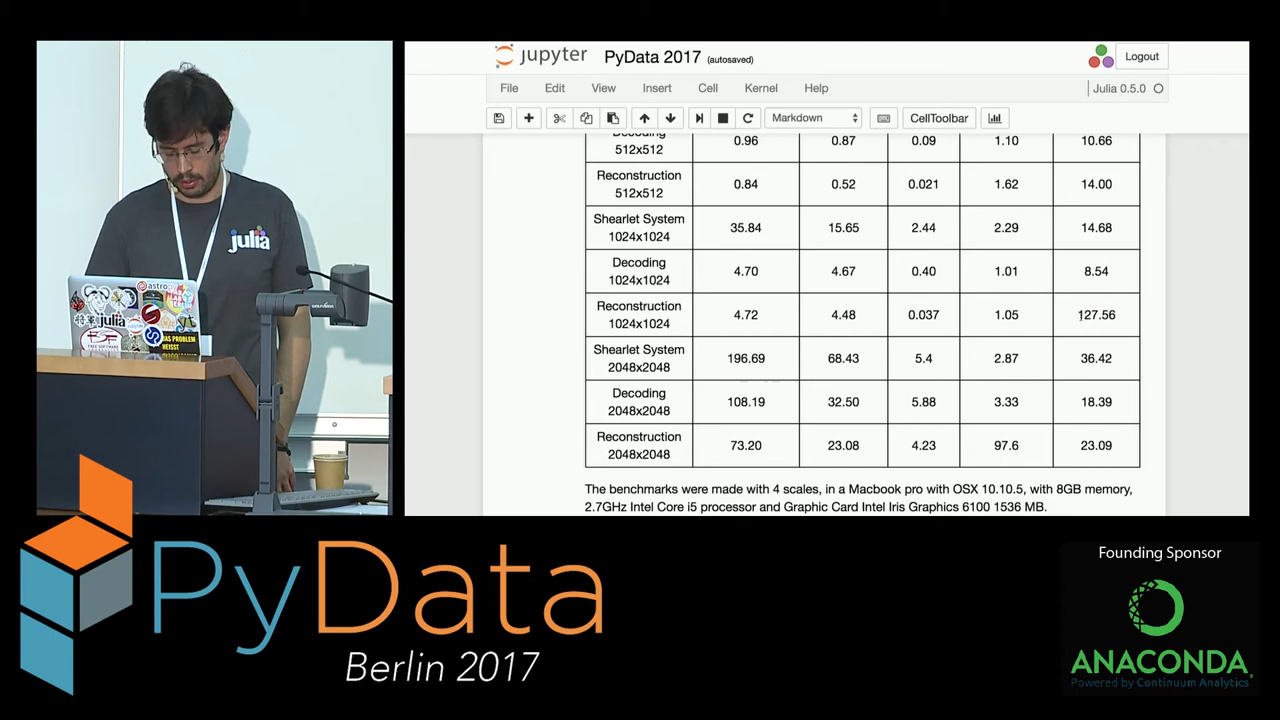 jupyter PyData 2017 (autosaved) Logout
File Edit View Insert Cell Kernel Help Julia 0.5.0
Markdown CellToolbar
Decoding
512x512 0.96 0.87 0.09 1.10 10.66
Reconstruction
512x512 0.84 0.52 0.021 1.62 14.00
Shearlet System
1024x1024 35.84 15.65 2.44 2.29 14.68
Decoding
1024x1024 4.70 4.67 0.40 1.01 8.54
Reconstruction
1024x1024 4.72 4.48 0.037 1.05 127.56
Shearlet System
2048x2048 196.69 68.43 5.4 2.87 36.42
Decoding
2048x2048 108.19 32.50 5.88 3.33 18.39
Reconstruction
2048x2048 73.20 23.08 4.23 97.6 23.09
The benchmarks were made with 4 scales, in a Macbook pro with OSX 10.10.5, with 8GB memory,
2.7GHz Intel Core i5 processor and Graphic Card Intel Iris Graphics 6100 1536 MB.
julia
astropy
julia
FREE SOFTWARE
DAS PROBLEM
HEISST
PyData
Berlin 2017
Founding Sponsor
ANACONDA
Powered by Continuum Analytics